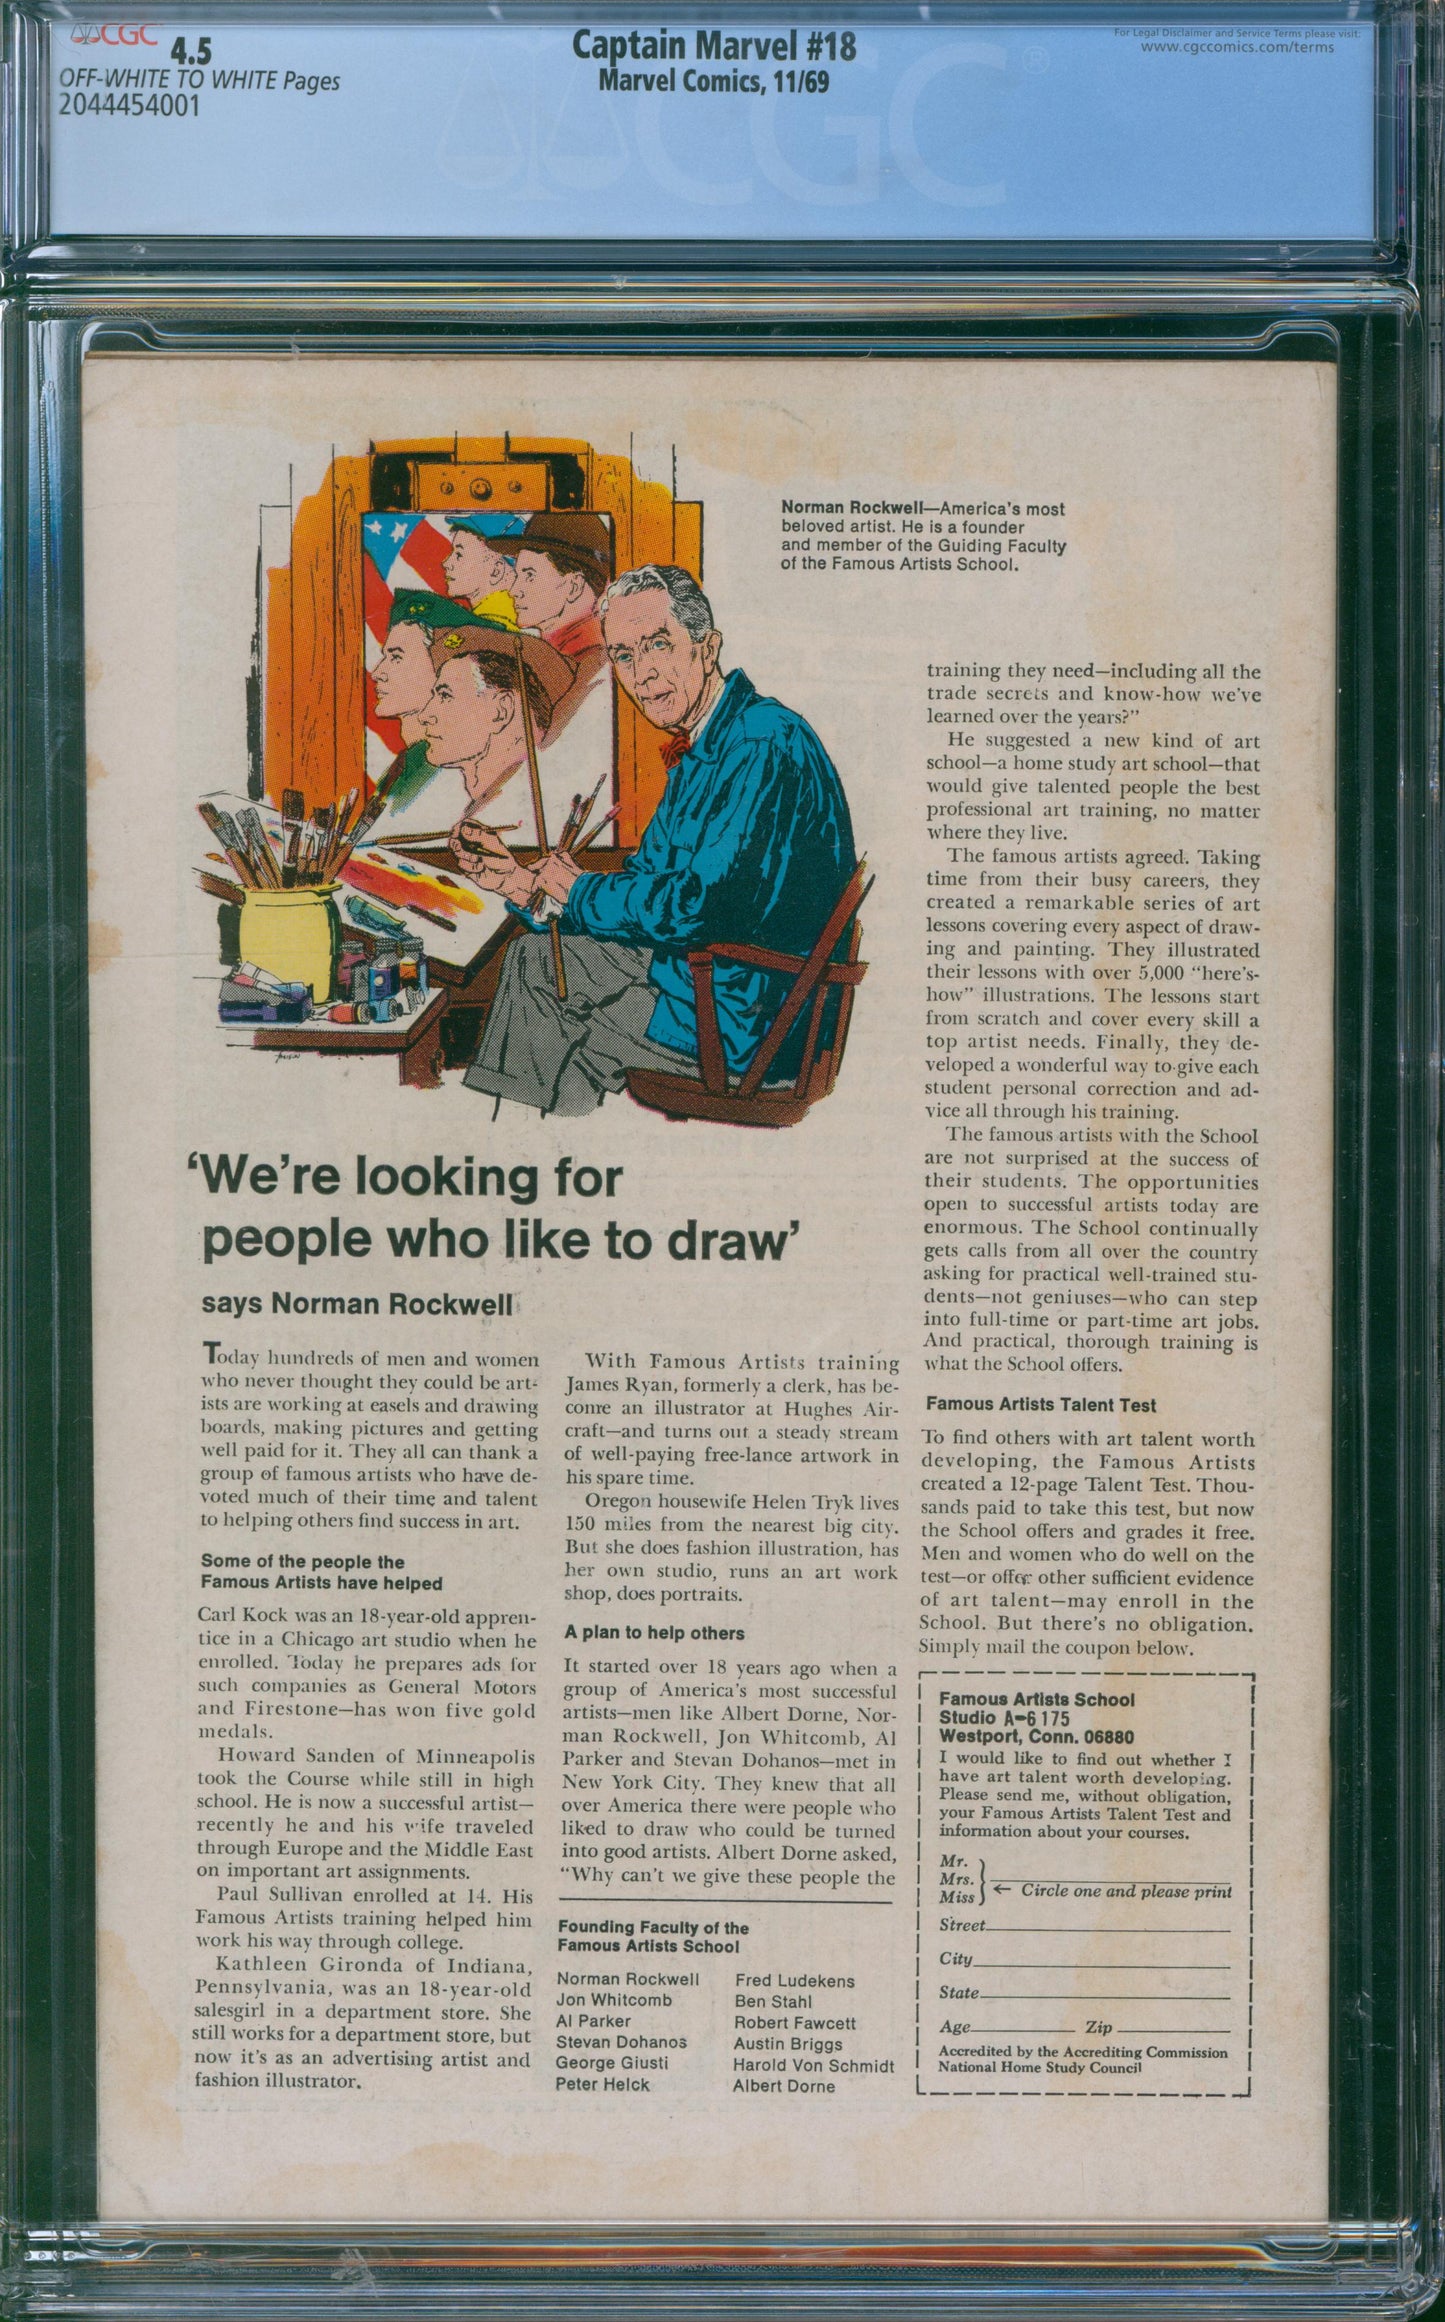 CGC 4.5
OFF-WHITE TO WHITE Pages
2044454001
Captain Marvel #18
Marvel Comics, 11/69
For Legal Disclaimer and Service Terms please visit:
www.cgccomics.com/terms
CGC
Norman Rockwell—America's most
beloved artist. He is a founder
and member of the Guiding Faculty
of the Famous Artists School.
'We're looking for
people who like to draw'
says Norman Rockwell
Today hundreds of men and women
who never thought they could be art-
ists are working at easels and drawing
boards, making pictures and getting
well paid for it. They all can thank a
group of famous artists who have de-
voted much of their time and talent
to helping others find success in art.
Some of the people the
Famous Artists have helped
Carl Kock was an 18-year-old appren-
tice in a Chicago art studio when he
enrolled. Today he prepares ads for
such companies as General Motors
and Firestone—has won five gold
medals.
Howard Sanden of Minneapolis
took the Course while still in high
school. He is now a successful artist—
recently he and his wife traveled
through Europe and the Middle East
on important art assignments.
Paul Sullivan enrolled at 14. His
Famous Artists training helped him
work his way through college.
Kathleen Gironda of Indiana,
Pennsylvania, was an 18-year-old
salesgirl in a department store. She
still works for a department store, but
now it's as an advertising artist and
fashion illustrator.
With Famous Artists training
James Ryan, formerly a clerk, has be-
come an illustrator at Hughes Air-
craft—and turns out a steady stream
of well-paying free-lance artwork in
his spare time.
Oregon housewife Helen Tryk lives
150 miles from the nearest big city.
But she does fashion illustration, has
her own studio, runs an art work
shop, does portraits.
A plan to help others
It started over 18 years ago when a
group of America's most successful
artists—men like Albert Dorne, Nor-
man Rockwell, Jon Whitcomb, Al
Parker and Stevan Dohanos—met in
New York City. They knew that all
over America there were people who
liked to draw who could be turned
into good artists. Albert Dorne asked,
"Why can't we give these people the
Founding Faculty of the
Famous Artists School
Norman Rockwell
Jon Whitcomb
Al Parker
Stevan Dohanos
George Giusti
Peter Helck
Fred Ludekens
Ben Stahl
Robert Fawcett
Austin Briggs
Harold Von Schmidt
Albert Dorne
training they need—including all the
trade secrets and know-how we've
learned over the years?"
He suggested a new kind of art
school—a home study art school—that
would give talented people the best
professional art training, no matter
where they live.
The famous artists agreed. Taking
time from their busy careers, they
created a remarkable series of art
lessons covering every aspect of draw-
ing and painting. They illustrated
their lessons with over 5,000 "here's-
how" illustrations. The lessons start
from scratch and cover every skill a
top artist needs. Finally, they de-
veloped a wonderful way to give each
student personal correction and ad-
vice all through his training.
The famous artists with the School
are not surprised at the success of
their students. The opportunities
open to successful artists today are
enormous. The School continually
gets calls from all over the country
asking for practical well-trained stu-
dents—not geniuses—who can step
into full-time or part-time art jobs.
And practical, thorough training is
what the School offers.
Famous Artists Talent Test
To find others with art talent worth
developing, the Famous Artists
created a 12-page Talent Test. Thou-
sands paid to take this test, but now
the School offers and grades it free.
Men and women who do well on the
test—or offer other sufficient evidence
of art talent—may enroll in the
School. But there's no obligation.
Simply mail the coupon below.
Famous Artists School
Studio A-6175
Westport, Conn. 06880
I would like to find out whether I
have art talent worth developing.
Please send me, without obligation,
your Famous Artists Talent Test and
information about your courses.
Mr.
Mrs.
Miss
← Circle one and please print
Street
City
State
Age Zip
Accredited by the Accrediting Commission
National Home Study Council